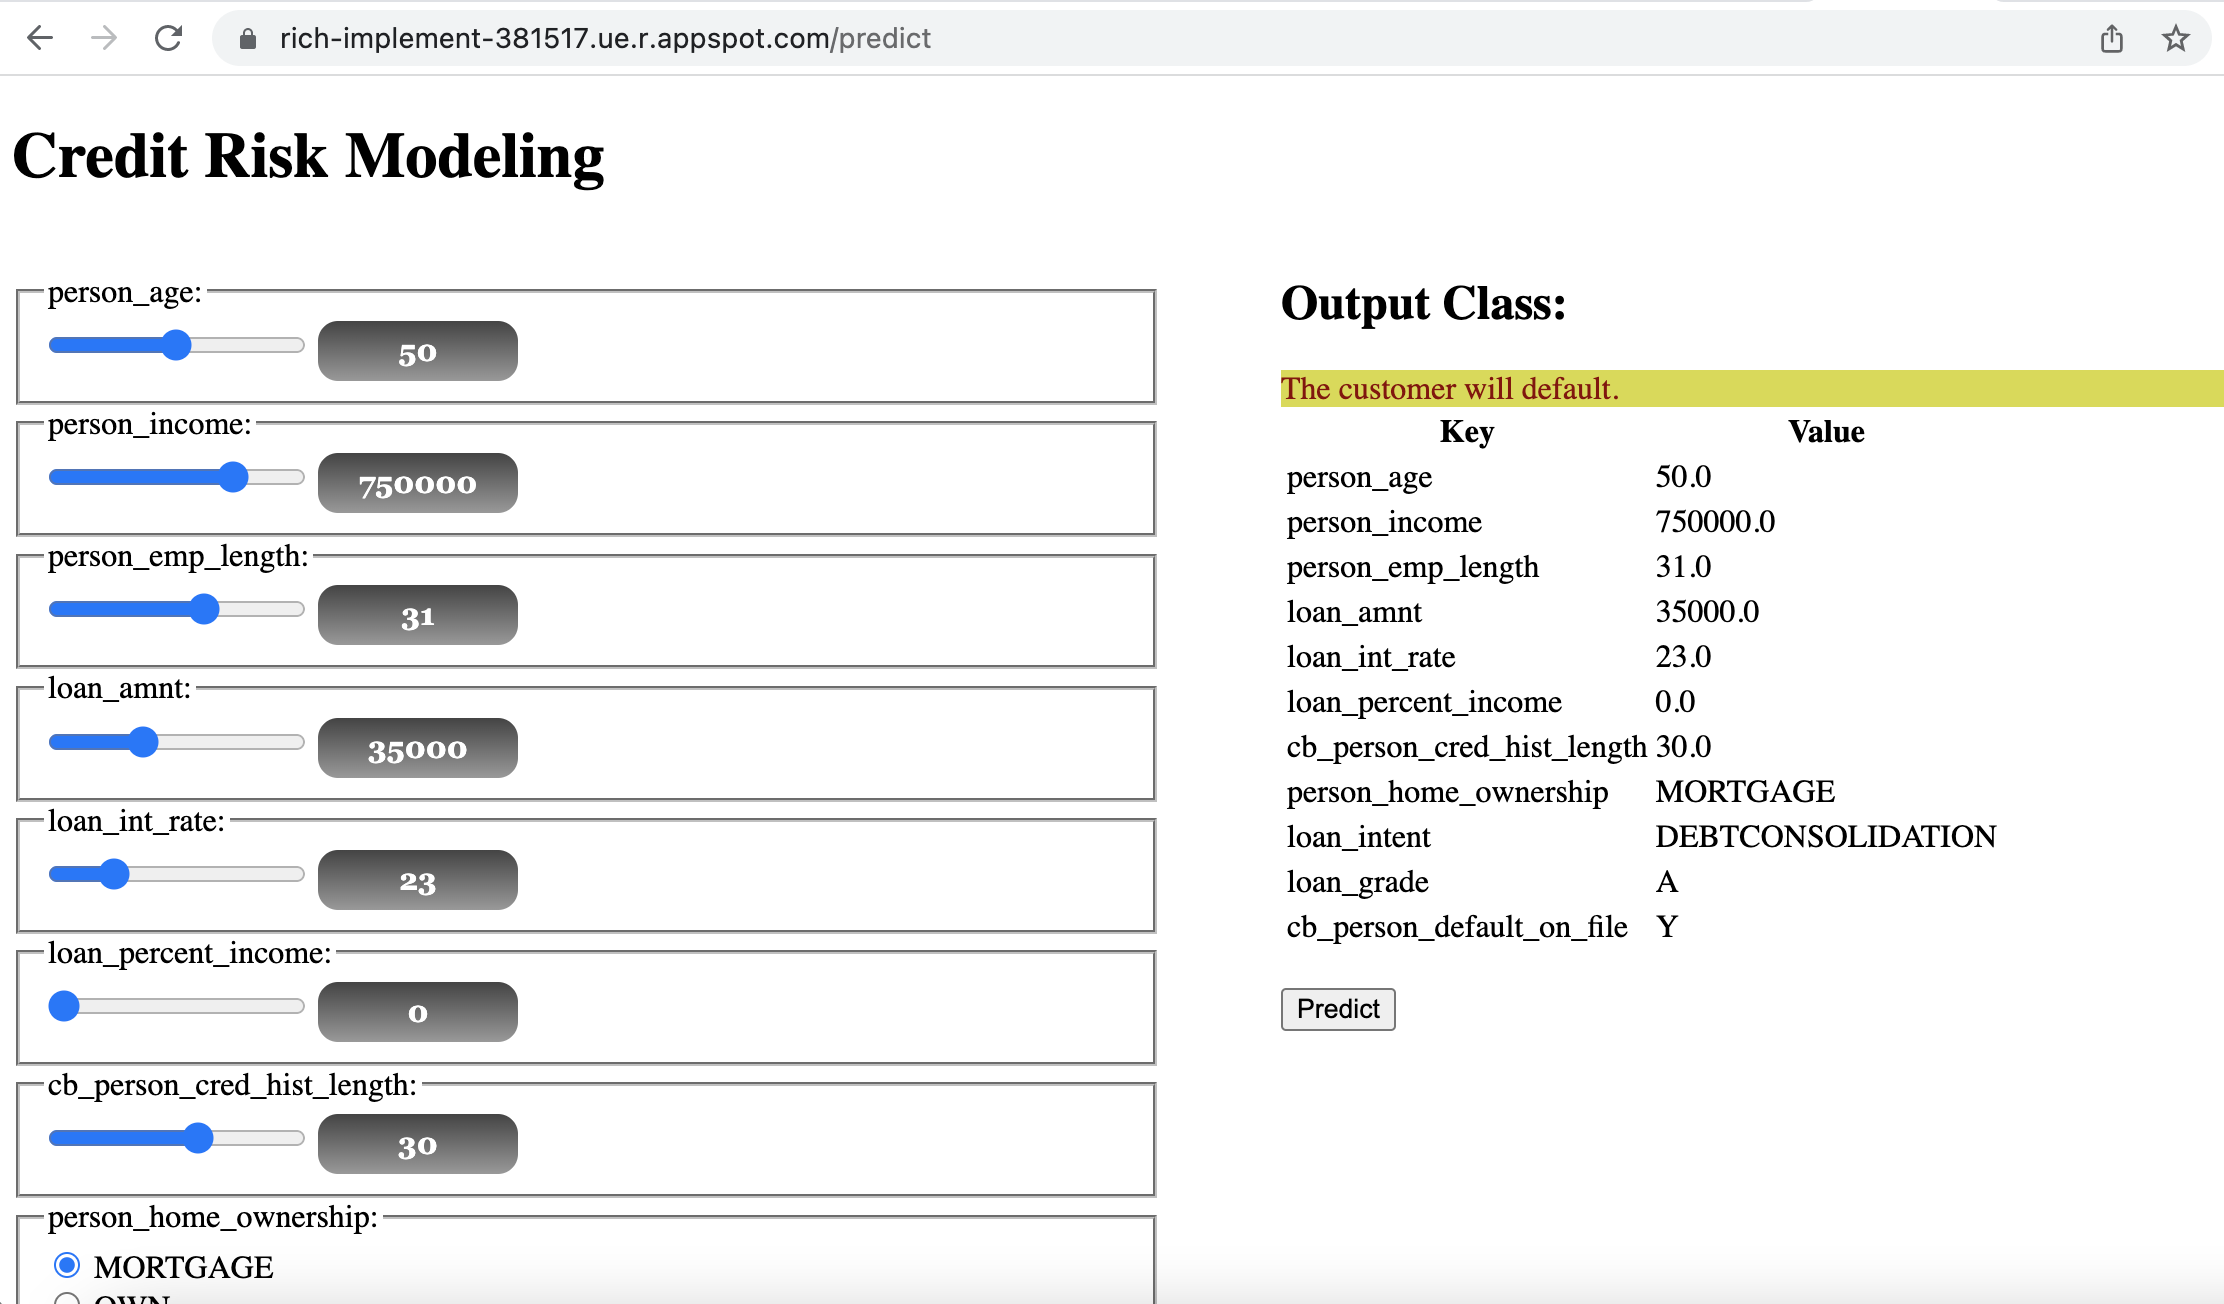 rich-implement-381517.ue.r.appspot.com/predict
Credit Risk Modeling
person_age:
50
person_income:
750000
person_emp_length:
31
loan_amnt:
35000
loan_int_rate:
23
loan_percent_income:
0
cb_person_cred_hist_length:
30
person_home_ownership:
MORTGAGE
OWN
Output Class:
The customer will default.
Key Value
person_age 50.0
person_income 750000.0
person_emp_length 31.0
loan_amnt 35000.0
loan_int_rate 23.0
loan_percent_income 0.0
cb_person_cred_hist_length 30.0
person_home_ownership MORTGAGE
loan_intent DEBTCONSOLIDATION
loan_grade A
cb_person_default_on_file Y
Predict